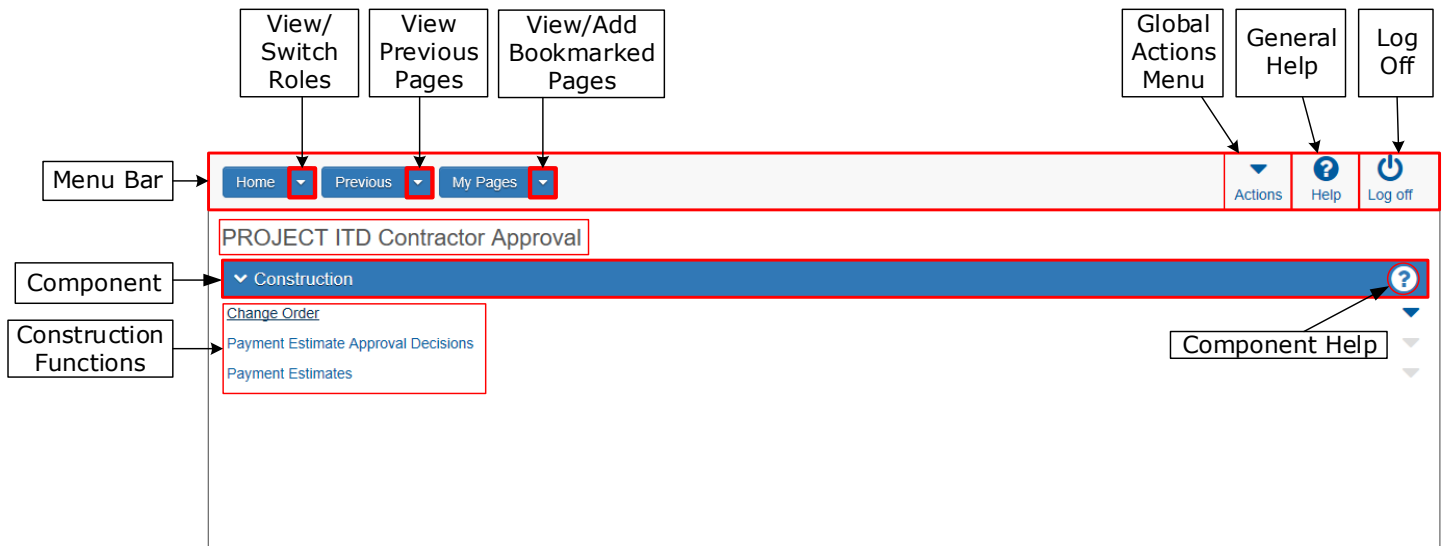 View/
Switch
Roles
View
Previous
Pages
View/Add
Bookmarked
Pages
Global
Actions
Menu
General
Help
Log
Off
Menu Bar
Home
Previous
My Pages
Actions
Help
Log off
PROJECT ITD Contractor Approval
Component
Construction
?
Construction
Functions
Change Order
Payment Estimate Approval Decisions
Payment Estimates
Component Help